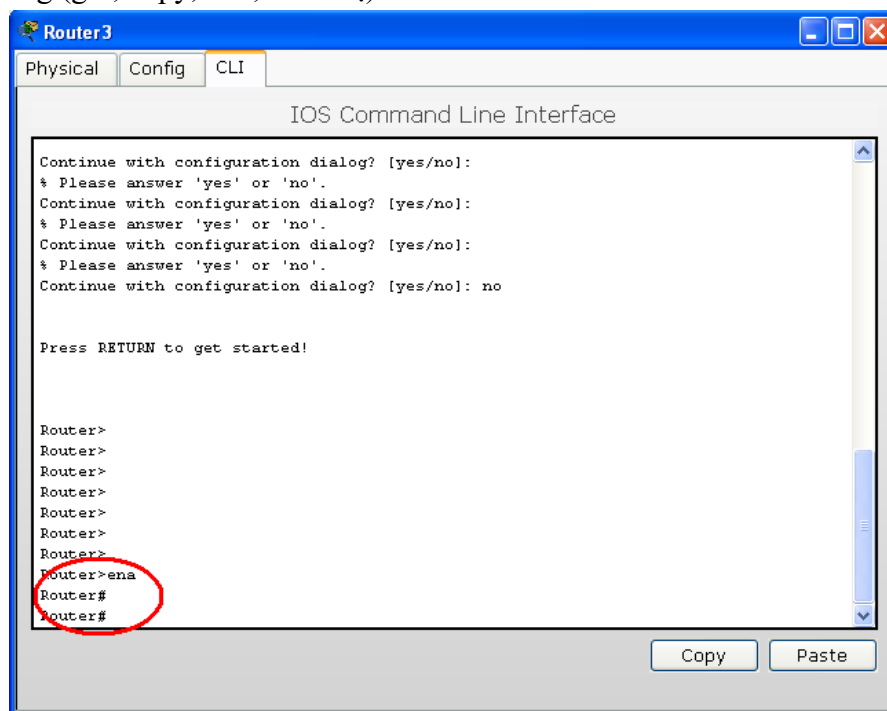 Router3
Physical Config CLI
IOS Command Line Interface
Continue with configuration dialog? [yes/no]:
% Please answer 'yes' or 'no'.
Continue with configuration dialog? [yes/no]:
% Please answer 'yes' or 'no'.
Continue with configuration dialog? [yes/no]:
% Please answer 'yes' or 'no'.
Continue with configuration dialog? [yes/no]: no
Press RETURN to get started!
Router>
Router>
Router>
Router>
Router>
Router>
Router>
Router>ena
Router#
Router#
Copy Paste